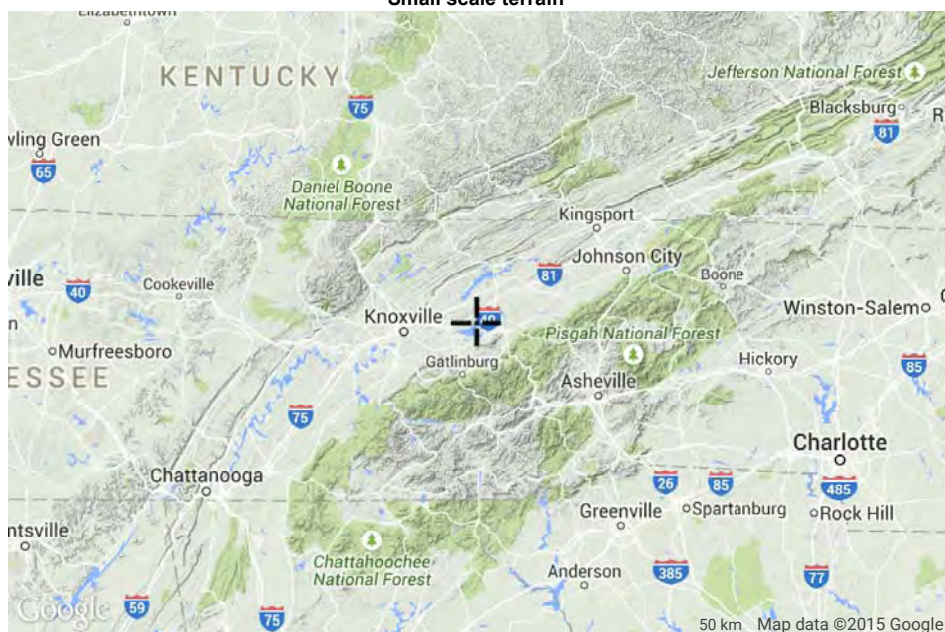 Small scale terrain
Elizabethtown
KENTUCKY
75
Jefferson National Forest
Blacksburg
R
81
wling Green
65
Daniel Boone
National Forest
Kingsport
Johnson City
81
ville
40
Cookeville
Boone
Winston-Salem
Knoxville
40
Pisgah National Forest
n
Murfreesboro
Gatlinburg
Hickory
ESSEE
Asheville
85
75
Charlotte
Chattanooga
26
85
485
Greenville
Spartanburg
Rock Hill
ntsville
Chattahoochee
National Forest
Anderson
385
77
Google
59
75
50 km
Map data ©2015 Google